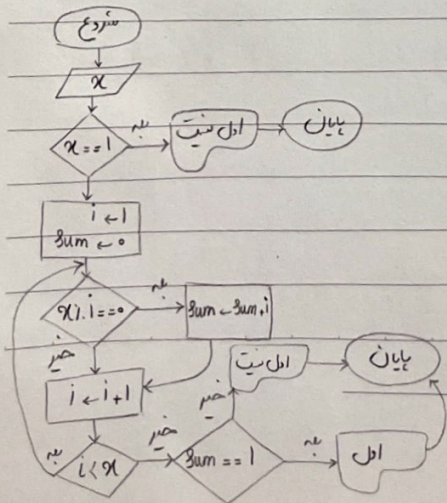 شروع
x
x==1
بله
اول نیست
پایان
i ← 1
sum ← 0
x%i==0
بله
sum ← sum+i
خیر
i ← i+1
i<x
بله
خیر
sum == 1
خیر
اول نیست
پایان
بله
اول